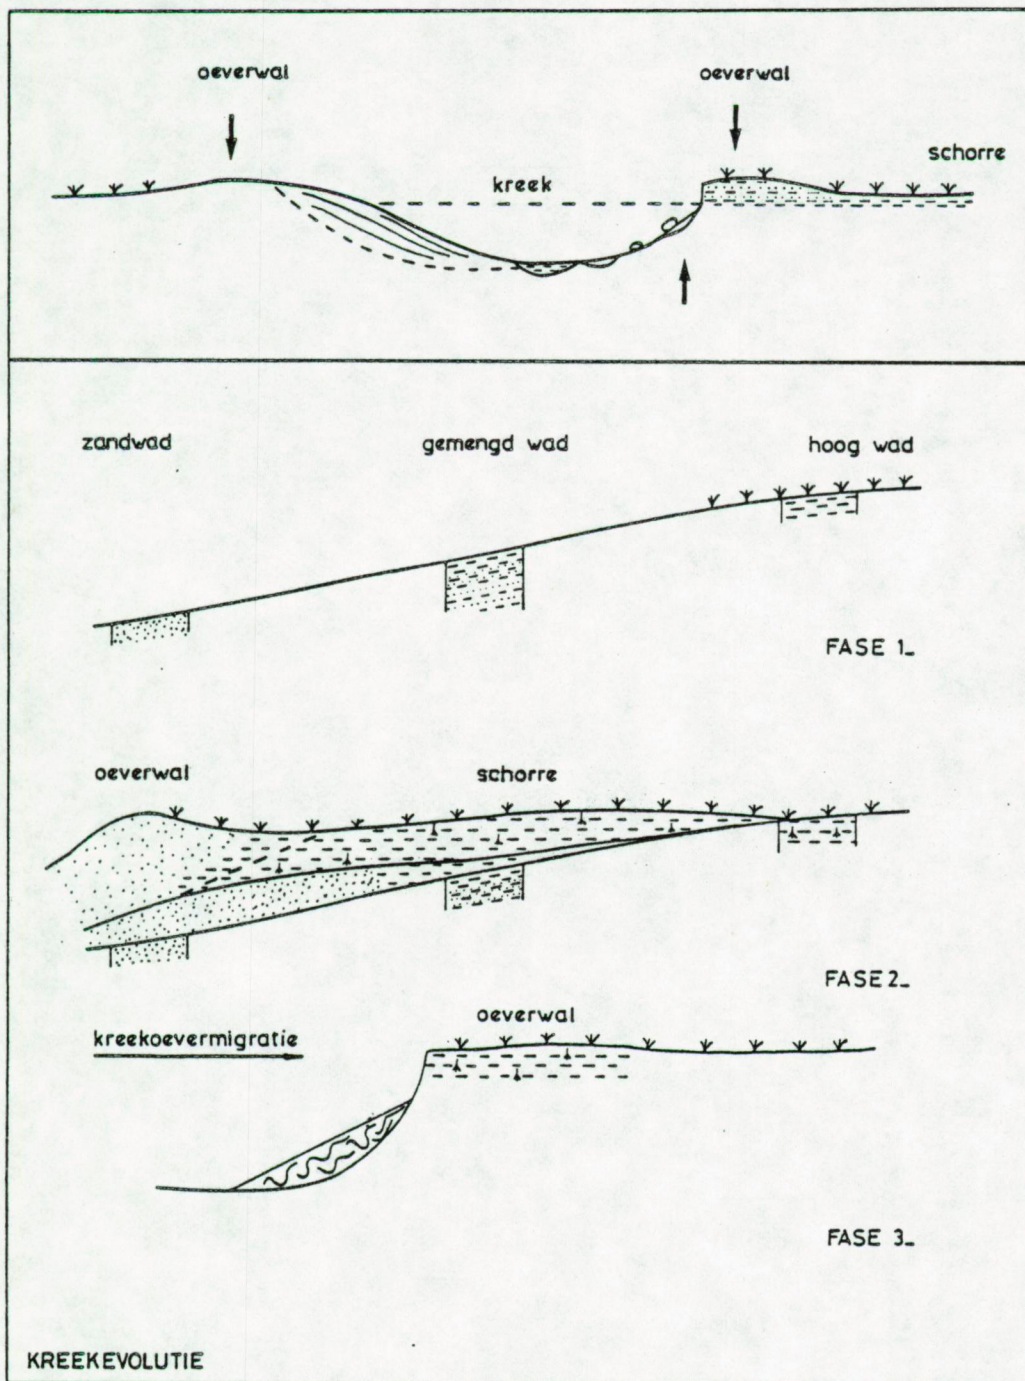 oeverwal oeverwal
schorre
kreek
zandwad gemengd wad hoog wad
FASE 1_
oeverwal schorre
FASE 2_
oeverwal
kreekoevermigratie
FASE 3_
KREEKEVOLUTIE